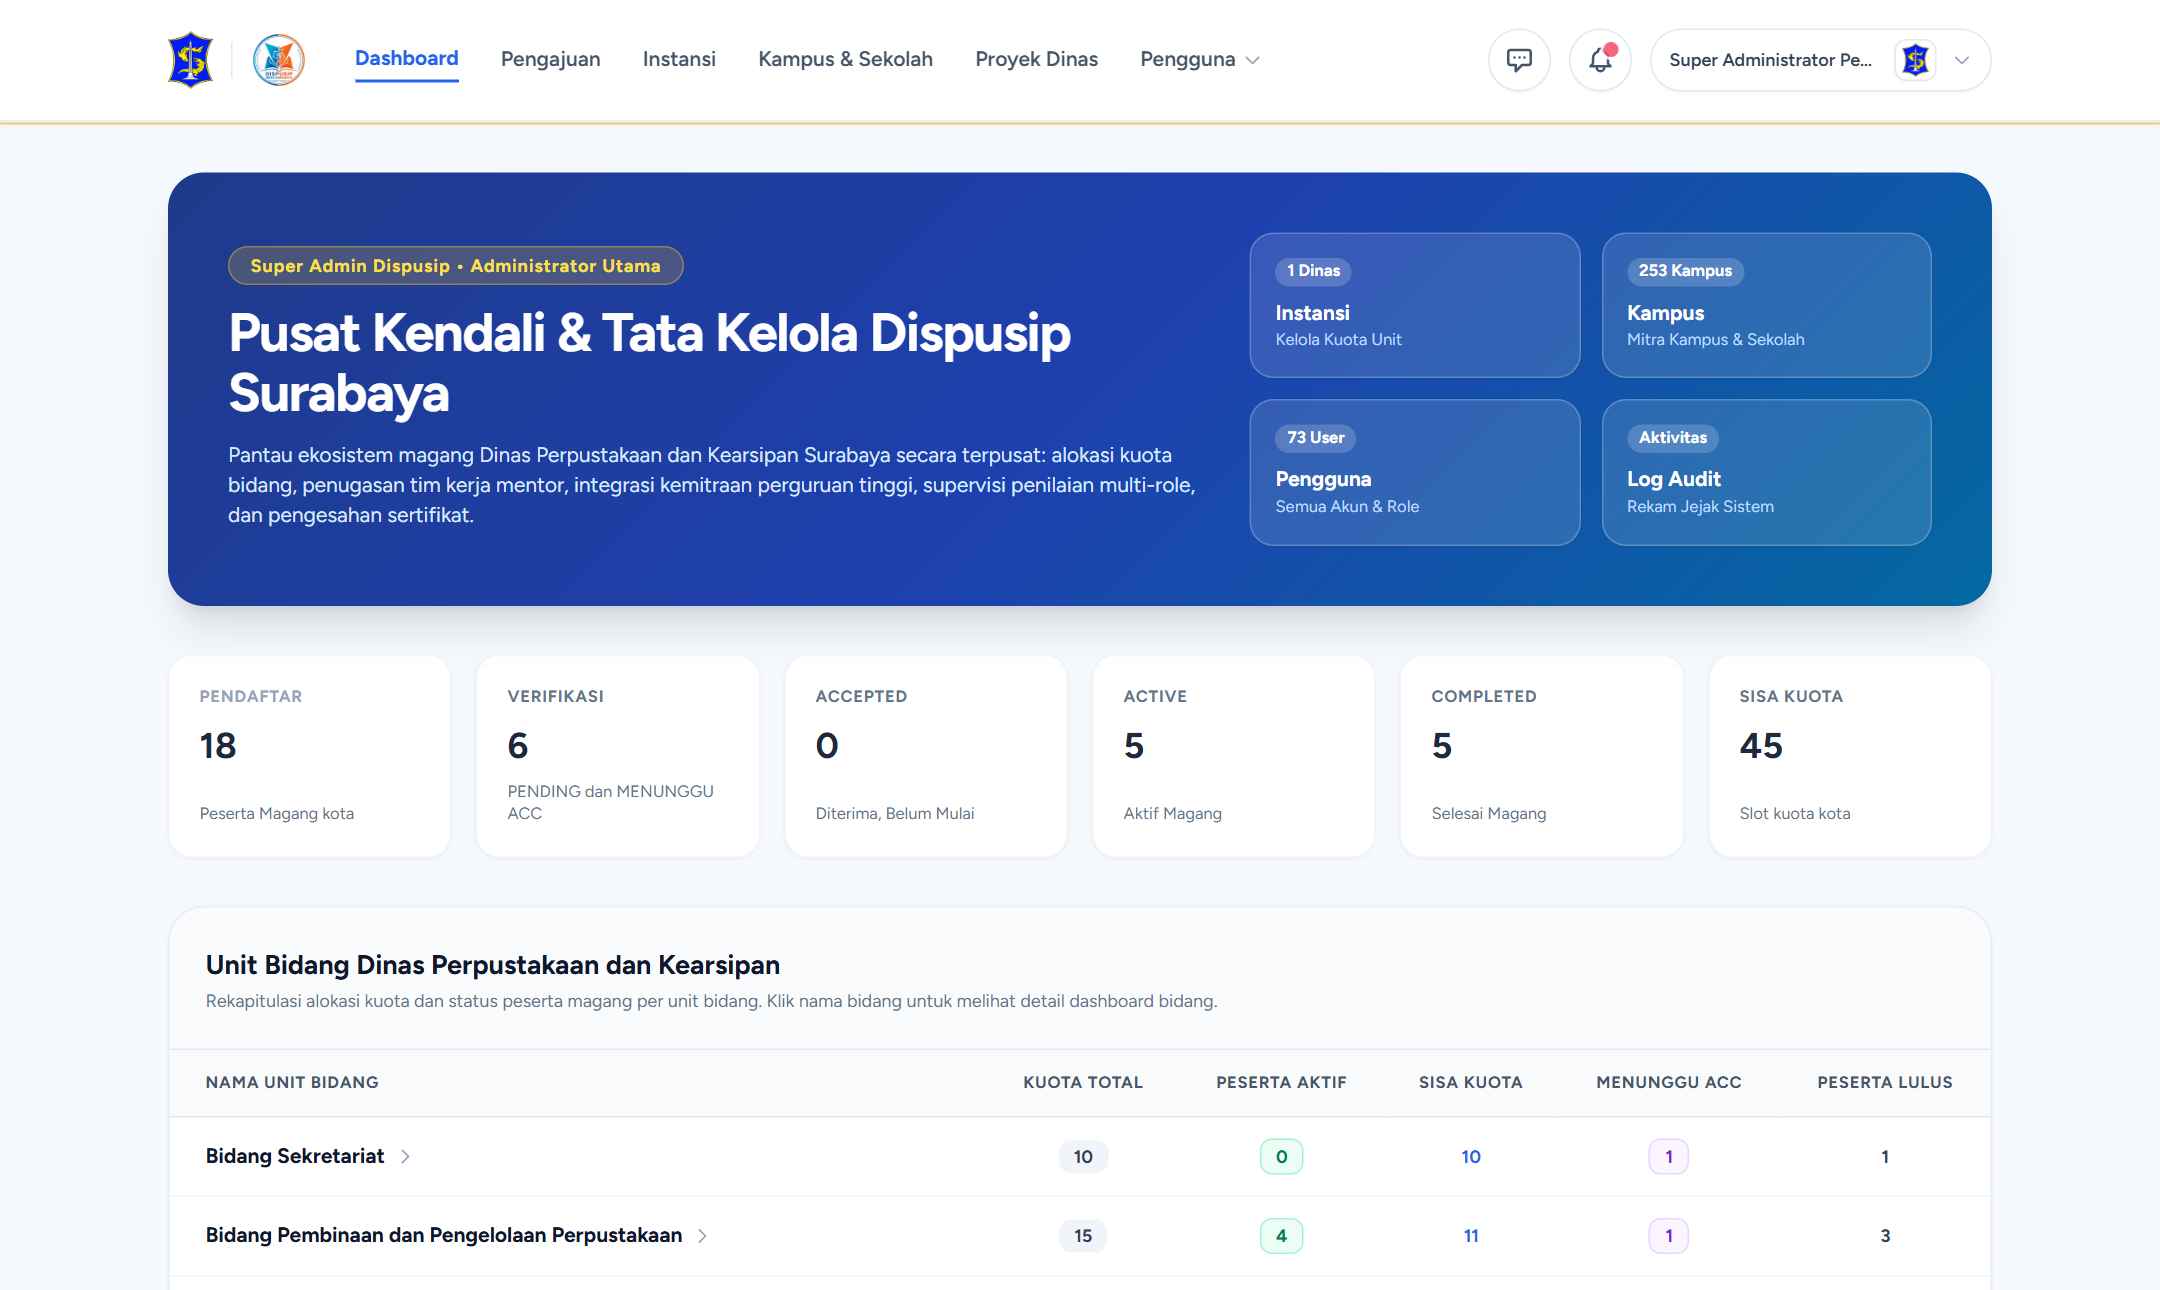 Dashboard
Pengajuan
Instansi
Kampus & Sekolah
Proyek Dinas
Pengguna
Super Administrator Pe...
DISPUSIP
Super Admin Dispusip • Administrator Utama
Pusat Kendali & Tata Kelola Dispusip
Surabaya
Pantau ekosistem magang Dinas Perpustakaan dan Kearsipan Surabaya secara terpusat: alokasi kuota
bidang, penugasan tim kerja mentor, integrasi kemitraan perguruan tinggi, supervisi penilaian multi-role,
dan pengesahan sertifikat.
1 Dinas
Instansi
Kelola Kuota Unit
253 Kampus
Kampus
Mitra Kampus & Sekolah
73 User
Pengguna
Semua Akun & Role
Aktivitas
Log Audit
Rekam Jejak Sistem
PENDAFTAR
18
Peserta Magang kota
VERIFIKASI
6
PENDING dan MENUNGGU
ACC
ACCEPTED
0
Diterima, Belum Mulai
ACTIVE
5
Aktif Magang
COMPLETED
5
Selesai Magang
SISA KUOTA
45
Slot kuota kota
Unit Bidang Dinas Perpustakaan dan Kearsipan
Rekapitulasi alokasi kuota dan status peserta magang per unit bidang. Klik nama bidang untuk melihat detail dashboard bidang.
NAMA UNIT BIDANG KUOTA TOTAL PESERTA AKTIF SISA KUOTA MENUNGGU ACC PESERTA LULUS
Bidang Sekretariat 10 0 10 1 1
Bidang Pembinaan dan Pengelolaan Perpustakaan 15 4 11 1 3